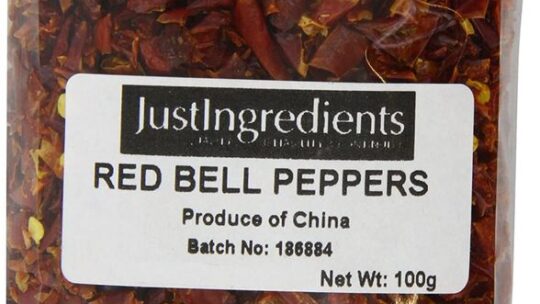 JustIngredients
RED BELL PEPPERS
Produce of China
Batch No: 186884
Net Wt: 100g